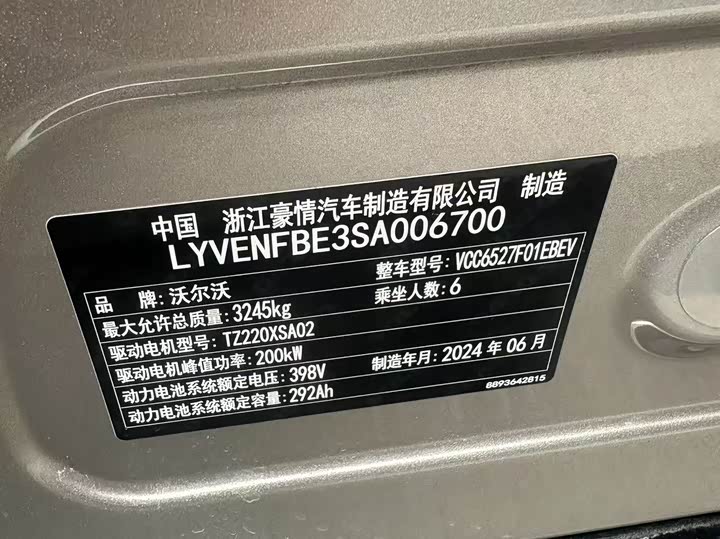 中国 浙江豪情汽车制造有限公司 制造
LYVENFBE3SA006700
品 牌:沃尔沃 整车型号:VCC6527F01EBEV
最大允许总质量:3245kg 乘坐人数:6
驱动电机型号:TZ220XSA02
驱动电机峰值功率:200kW 制造年月:2024 年 06 月
动力电池系统额定电压:398V
动力电池系统额定容量:292Ah
8893642815